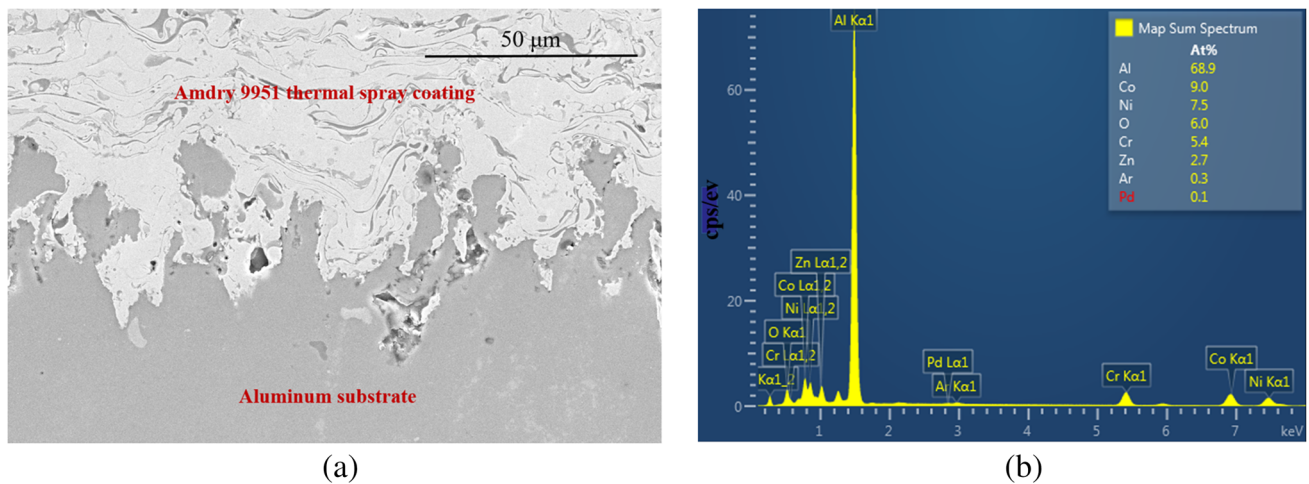 50 µm
Amdry 9951 thermal spray coating
Aluminum substrate
(a)
Al Kα1
Map Sum Spectrum
At%
Al 68.9
Co 9.0
Ni 7.5
O 6.0
Cr 5.4
Zn 2.7
Ar 0.3
Pd 0.1
60
40
20
0
cps/ev
Zn Lα1,2
Co Lα1,2
Ni Lα1,2
O Kα1
Cr Lα1,2
Kα1_2
Pd Lα1
Ar Kα1
Cr Kα1
Co Kα1
Ni Kα1
1 2 3 4 5 6 7 keV
(b)